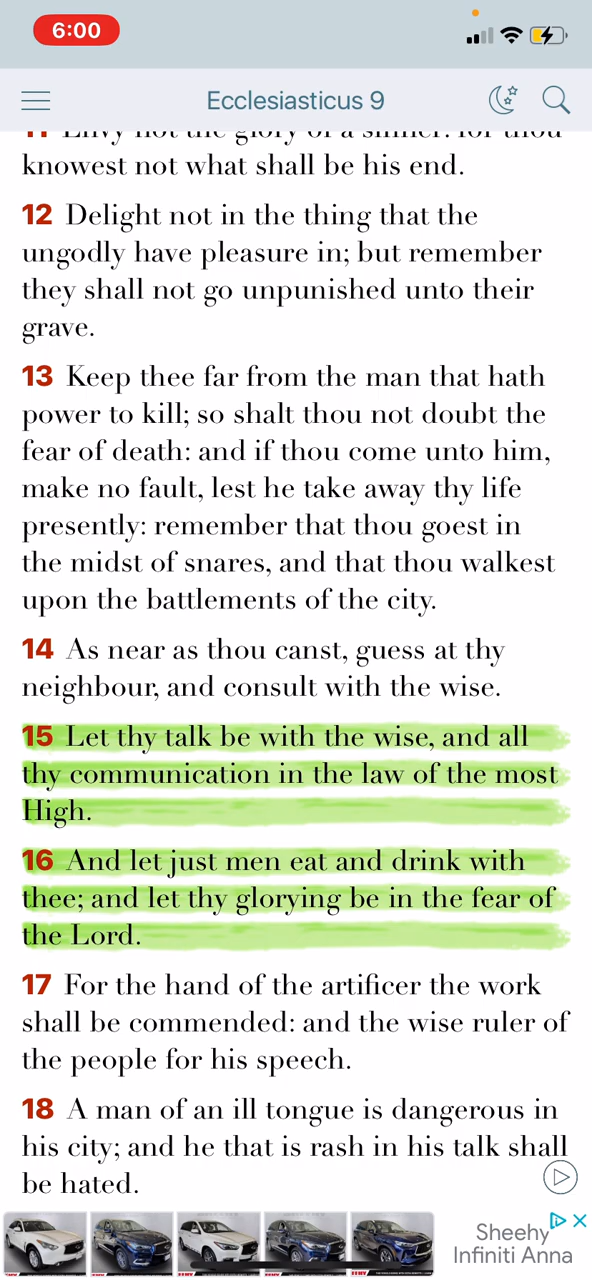 6:00
Ecclesiasticus 9
11 Envy not the glory of a sinner: for thou
knowest not what shall be his end.
12 Delight not in the thing that the
ungodly have pleasure in; but remember
they shall not go unpunished unto their
grave.
13 Keep thee far from the man that hath
power to kill; so shalt thou not doubt the
fear of death: and if thou come unto him,
make no fault, lest he take away thy life
presently: remember that thou goest in
the midst of snares, and that thou walkest
upon the battlements of the city.
14 As near as thou canst, guess at thy
neighbour, and consult with the wise.
15 Let thy talk be with the wise, and all
thy communication in the law of the most
High.
16 And let just men eat and drink with
thee; and let thy glorying be in the fear of
the Lord.
17 For the hand of the artificer the work
shall be commended: and the wise ruler of
the people for his speech.
18 A man of an ill tongue is dangerous in
his city; and he that is rash in his talk shall
be hated.
Sheehy
Infiniti Anna